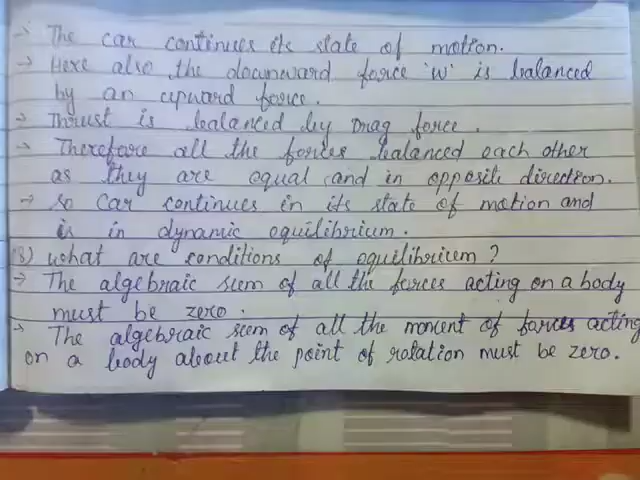 → The car continues its state of motion.
→ Here also the downward force 'W' is balanced
by an upward force.
→ Thrust is balanced by Drag force.
→ Therefore all the forces balanced each other
as they are equal and in opposite direction.
→ so car continues in its state of motion and
is in dynamic equilibrium.
3) what are conditions of equilibrium?
→ The algebraic sum of all the forces acting on a body
must be zero.
→ The algebraic sum of all the moment of forces acting
on a body about the point of rotation must be zero.